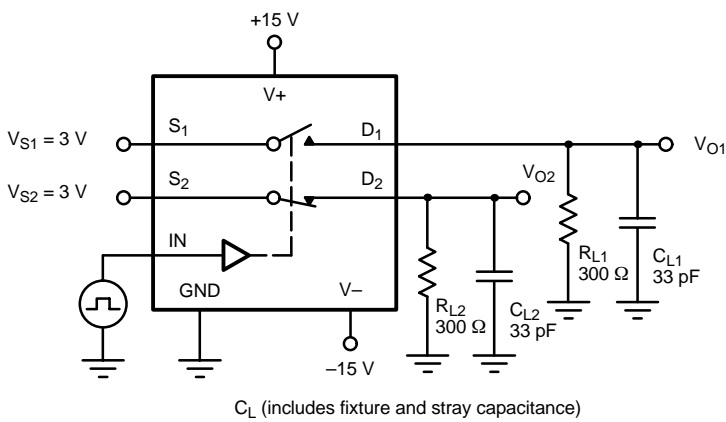 +15 V
V+
VS1 = 3 V
S1
D1
VO1
VS2 = 3 V
S2
D2
VO2
IN
RL1
300 Ω
CL1
33 pF
GND
V–
RL2
300 Ω
CL2
33 pF
–15 V
CL (includes fixture and stray capacitance)